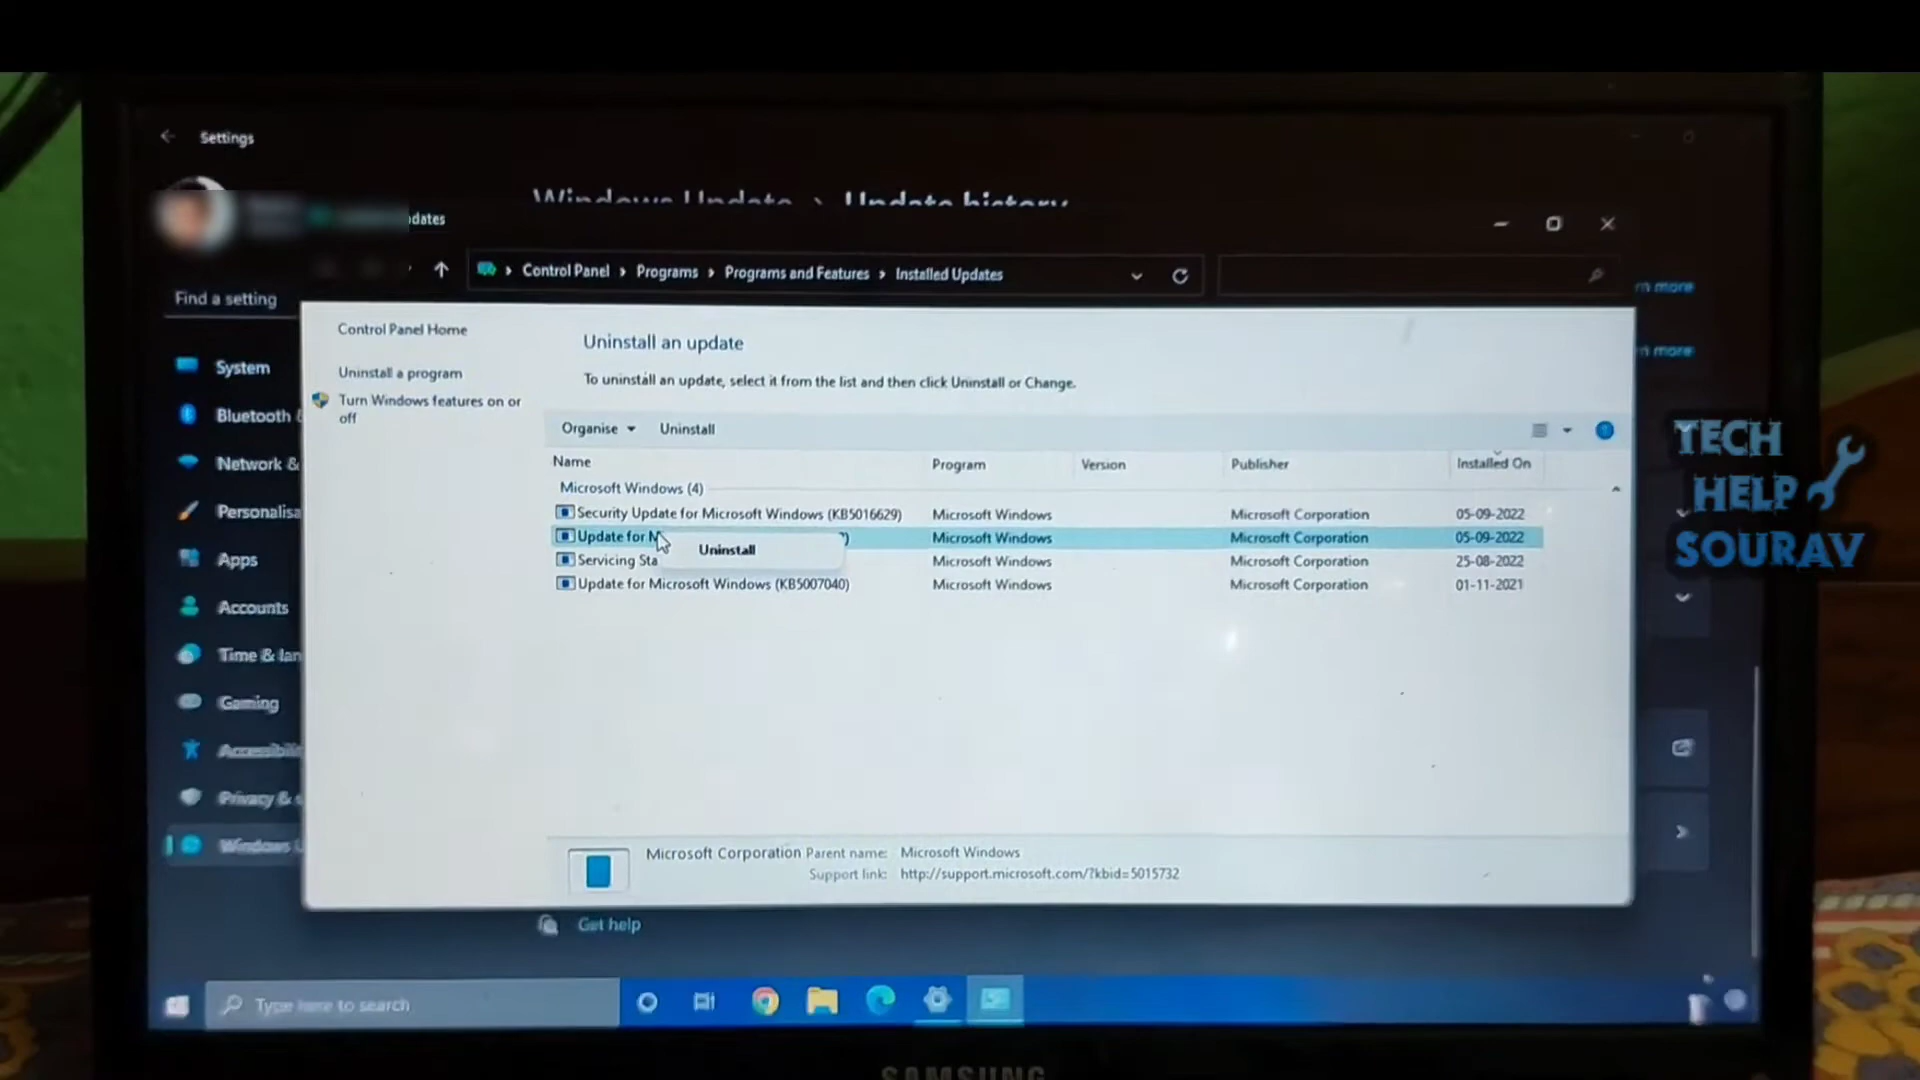 Settings
Windows Update › Update history
dates
Control Panel › Programs › Programs and Features › Installed Updates
Find a setting
m more
Control Panel Home
Uninstall an update
m more
Uninstall a program
To uninstall an update, select it from the list and then click Uninstall or Change.
System
Turn Windows features on or
off
Bluetooth
Organise Uninstall
TECH
HELP
SOURAV
Name Program Version Publisher Installed On
Network &
Microsoft Windows (4)
Personalisa
Security Update for Microsoft Windows (KB5016629) Microsoft Windows Microsoft Corporation 05-09-2022
Update for M Microsoft Windows Microsoft Corporation 05-09-2022
Uninstall
Apps
Servicing Sta Microsoft Windows Microsoft Corporation 25-08-2022
Update for Microsoft Windows (KB5007040) Microsoft Windows Microsoft Corporation 01-11-2021
Accounts
Time & lan
Gaming
Accessibili
Privacy & s
Windows U
Microsoft Corporation Parent name: Microsoft Windows
Support link: http://support.microsoft.com/?kbid=5015732
Get help
Type here to search
SAMSUNG